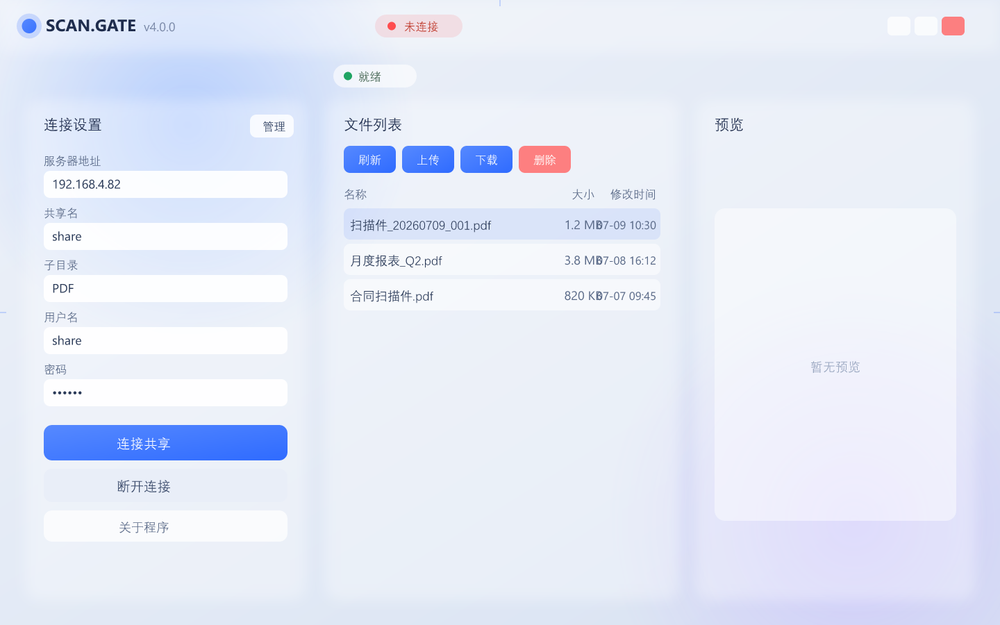 SCAN.GATE v4.0.0
未连接
就绪
连接设置
管理
服务器地址
192.168.4.82
共享名
share
子目录
PDF
用户名
share
密码
••••••
连接共享
断开连接
关于程序
文件列表
刷新 上传 下载 删除
名称 大小 修改时间
扫描件_20260709_001.pdf 1.2 MB 07-09 10:30
月度报表_Q2.pdf 3.8 MB 07-08 16:12
合同扫描件.pdf 820 KB 07-07 09:45
预览
暂无预览